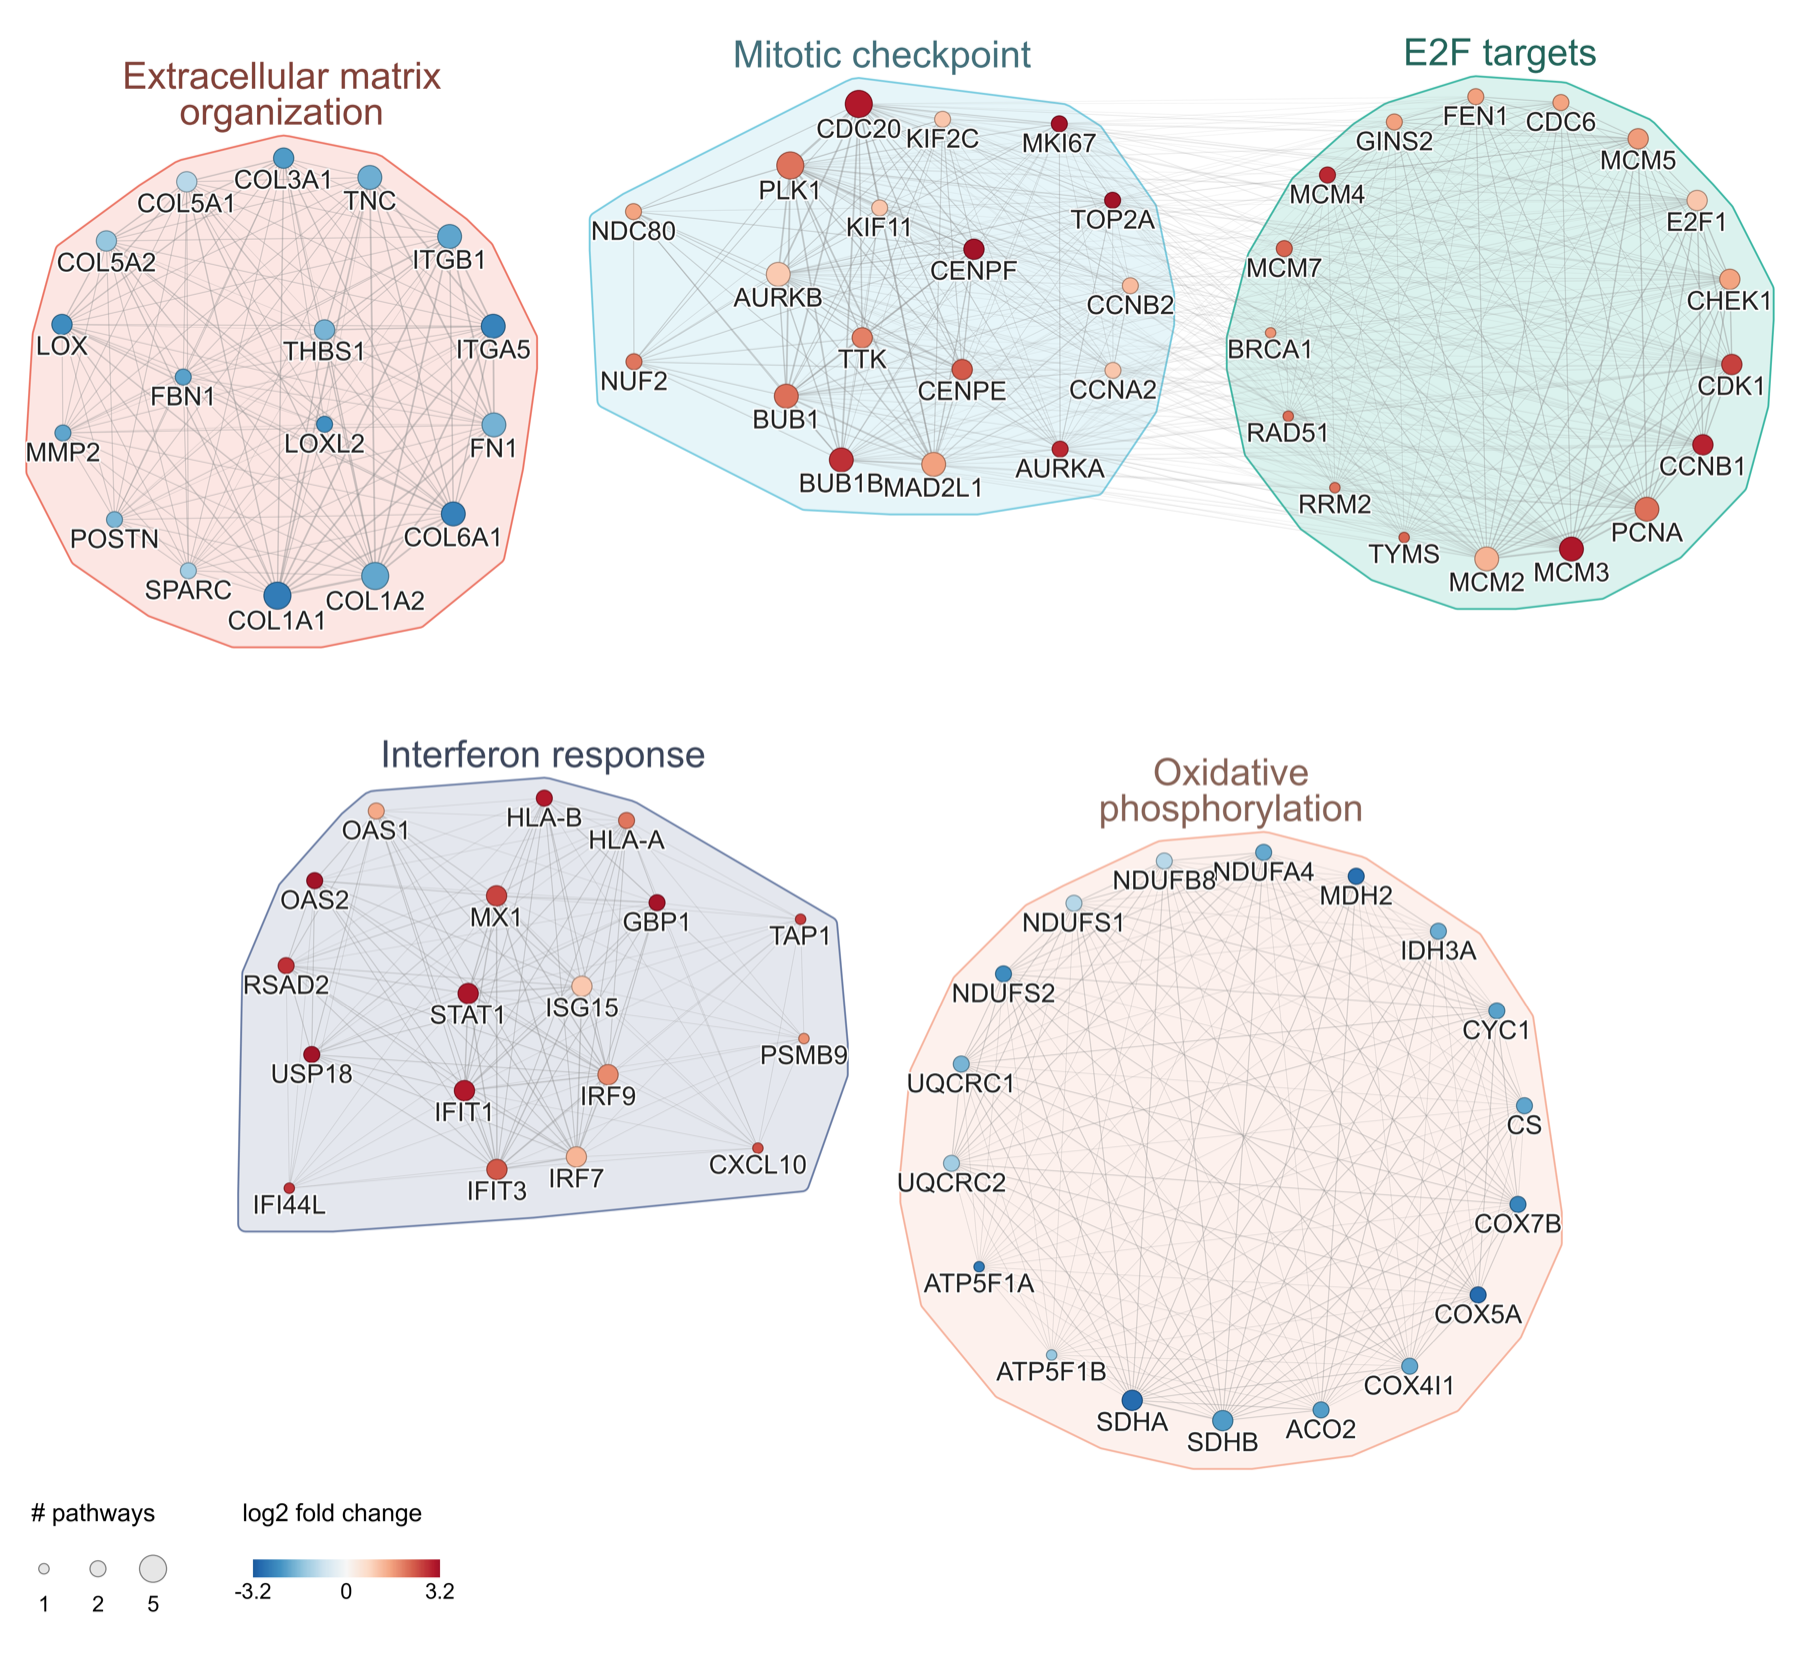 Extracellular matrix
organization
COL3A1
COL5A1
TNC
COL5A2
ITGB1
LOX
THBS1
ITGA5
FBN1
MMP2
LOXL2
FN1
POSTN
COL6A1
SPARC
COL1A1
COL1A2
Mitotic checkpoint
CDC20
KIF2C
MKI67
PLK1
NDC80
KIF11
TOP2A
CENPF
AURKB
CCNB2
TTK
NUF2
CENPE
CCNA2
BUB1
BUB1B
MAD2L1
AURKA
E2F targets
FEN1
CDC6
GINS2
MCM5
MCM4
E2F1
MCM7
CHEK1
BRCA1
CDK1
RAD51
CCNB1
RRM2
PCNA
TYMS
MCM2
MCM3
Interferon response
OAS1
HLA-B
HLA-A
OAS2
MX1
GBP1
TAP1
RSAD2
STAT1
ISG15
PSMB9
USP18
IFIT1
IRF9
CXCL10
IFIT3
IRF7
IFI44L
Oxidative
phosphorylation
NDUFB8
NDUFA4
MDH2
NDUFS1
IDH3A
NDUFS2
CYC1
UQCRC1
CS
UQCRC2
COX7B
ATP5F1A
COX5A
ATP5F1B
COX4I1
SDHA
SDHB
ACO2
# pathways
1 2 5
log2 fold change
-3.2 0 3.2